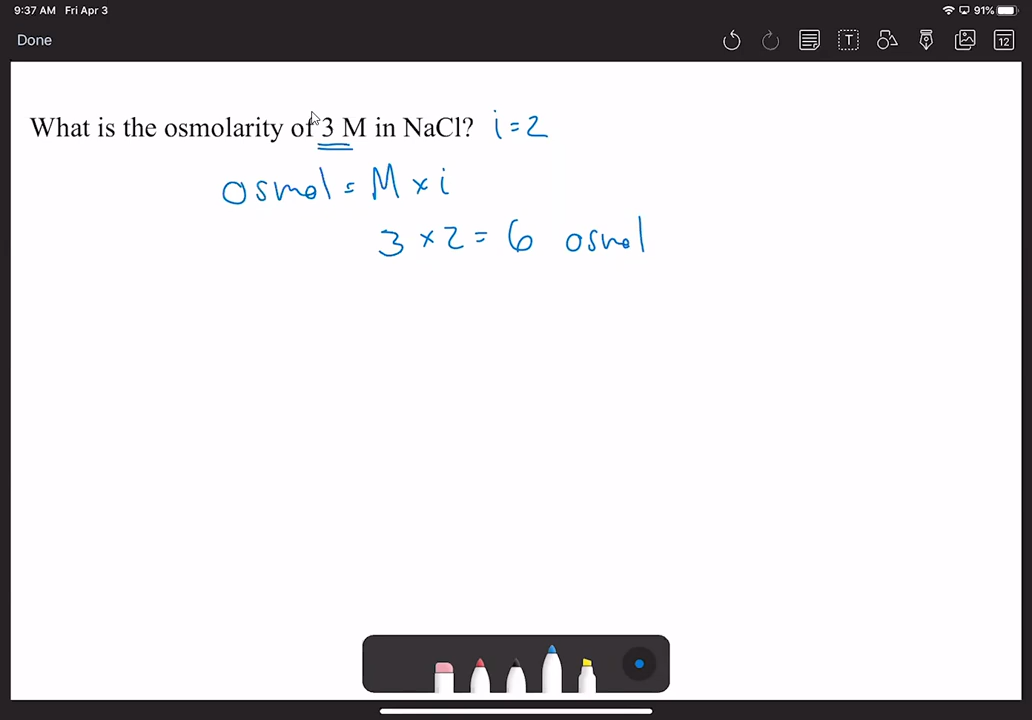 9:37 AM Fri Apr 3
91%
Done
T
12
What is the osmolarity of 3 M in NaCl? i = 2
osmol = M × i
3 × 2 = 6 osmol